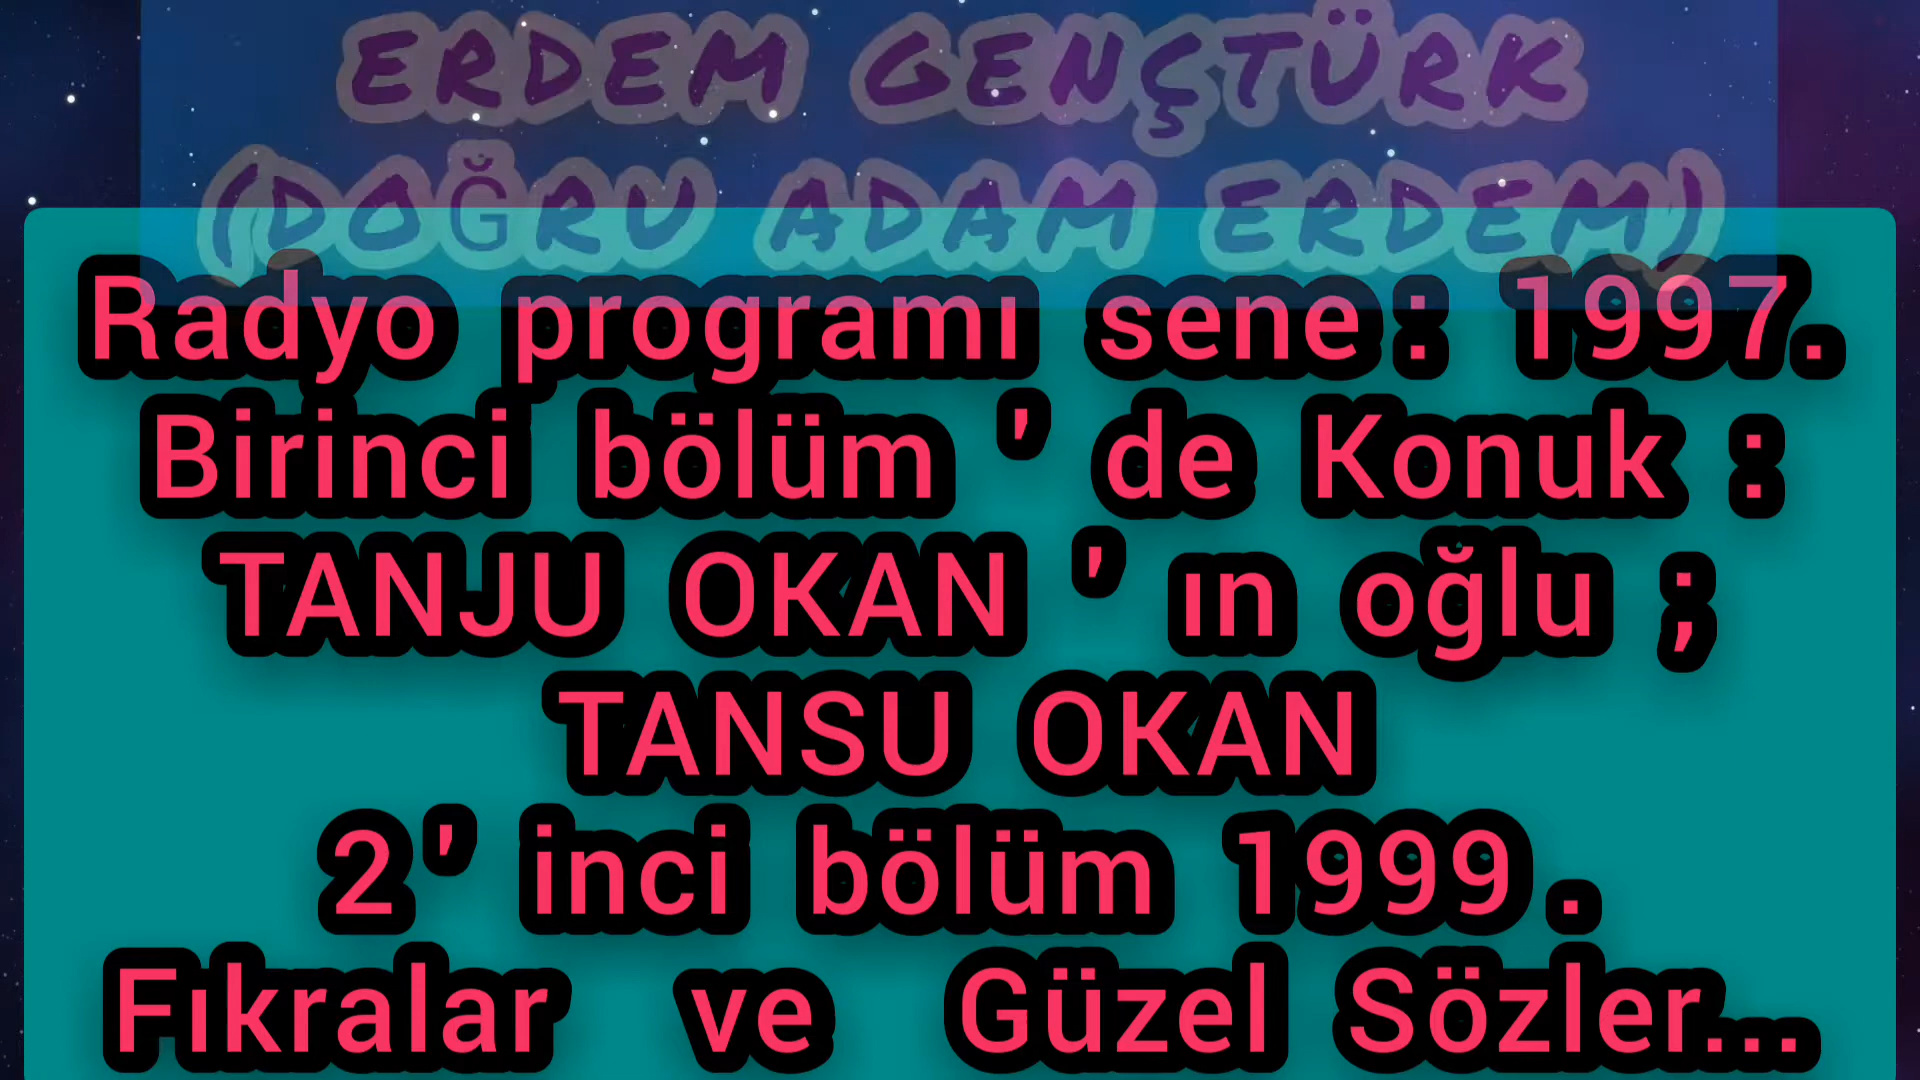 ERDEM GENÇTÜRK
(DOĞRU ADAM ERDEM)
Radyo programı sene : 1997.
Birinci bölüm ' de Konuk :
TANJU OKAN ' ın oğlu ;
TANSU OKAN
2' inci bölüm 1999 .
Fıkralar ve Güzel Sözler...